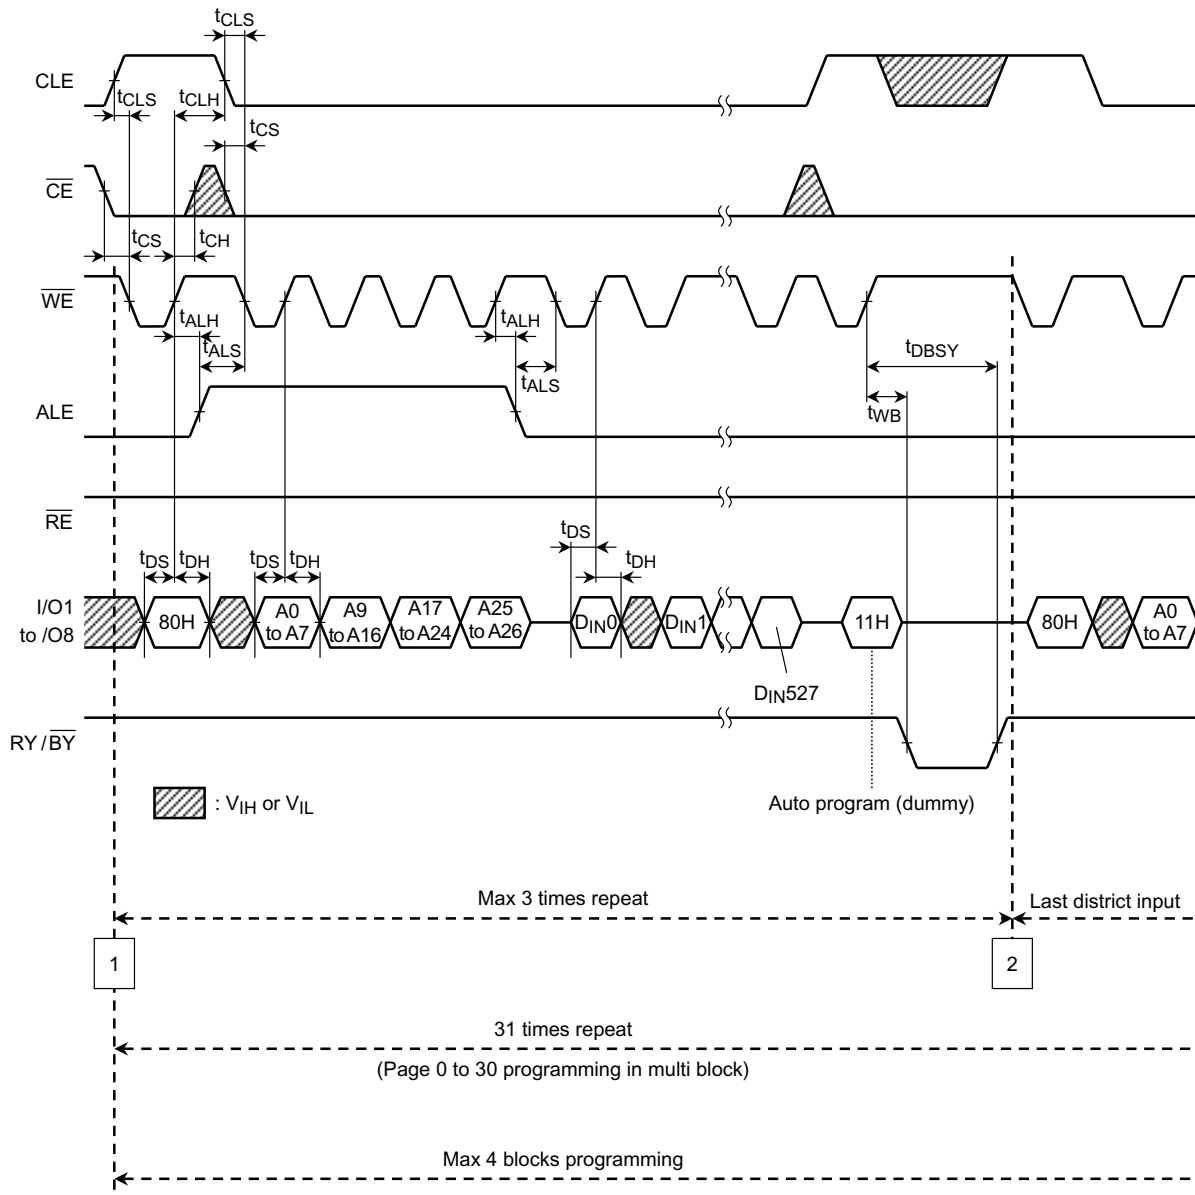 tCLS
CLE
tCLS
tCLH
tCS
CE
tCS
tCH
WE
tALH
tALS
tALH
tALS
tDBSY
tWB
ALE
RE
tDS
tDH
tDS
tDH
tDS
tDH
I/O1
to /O8
80H
A0
to A7
A9
to A16
A17
to A24
A25
to A26
DIN0
DIN1
DIN527
11H
80H
A0
to A7
RY/BY
: VIH or VIL
Auto program (dummy)
Max 3 times repeat
Last district input
1
2
31 times repeat
(Page 0 to 30 programming in multi block)
Max 4 blocks programming